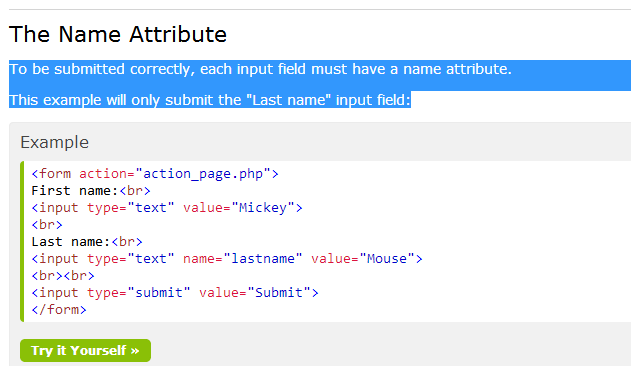 The Name Attribute
To be submitted correctly, each input field must have a name attribute.
This example will only submit the "Last name" input field:
Example
<form action="action_page.php">
First name:<br>
<input type="text" value="Mickey">
<br>
Last name:<br>
<input type="text" name="lastname" value="Mouse">
<br><br>
<input type="submit" value="Submit">
</form>
Try it Yourself »